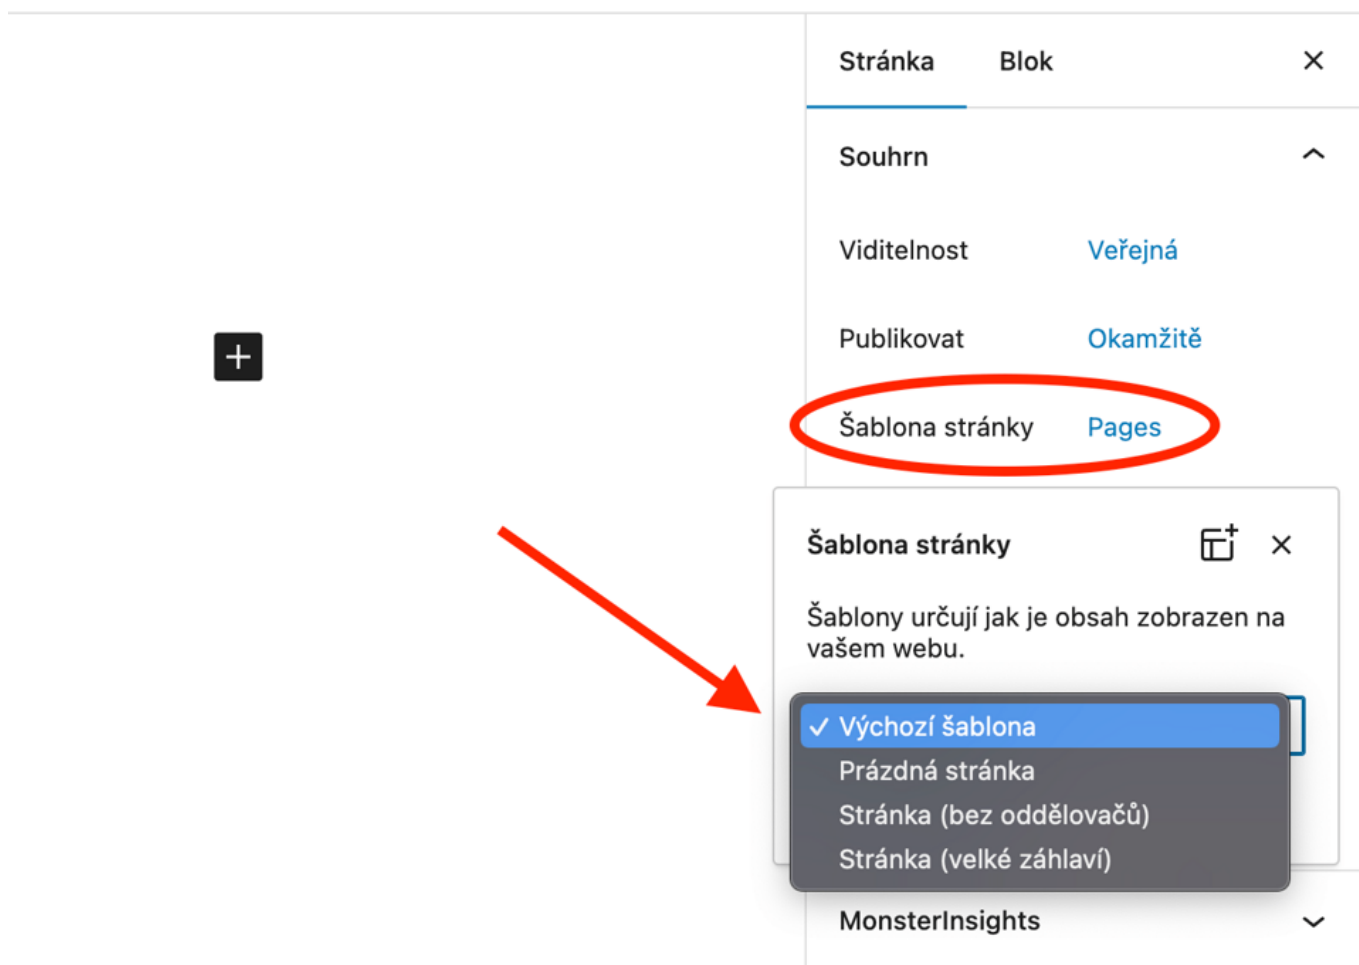 Stránka Blok
Souhrn
Viditelnost Veřejná
Publikovat Okamžitě
Šablona stránky Pages
Šablona stránky
Šablony určují jak je obsah zobrazen na
vašem webu.
Výchozí šablona
Prázdná stránka
Stránka (bez oddělovačů)
Stránka (velké záhlaví)
MonsterInsights